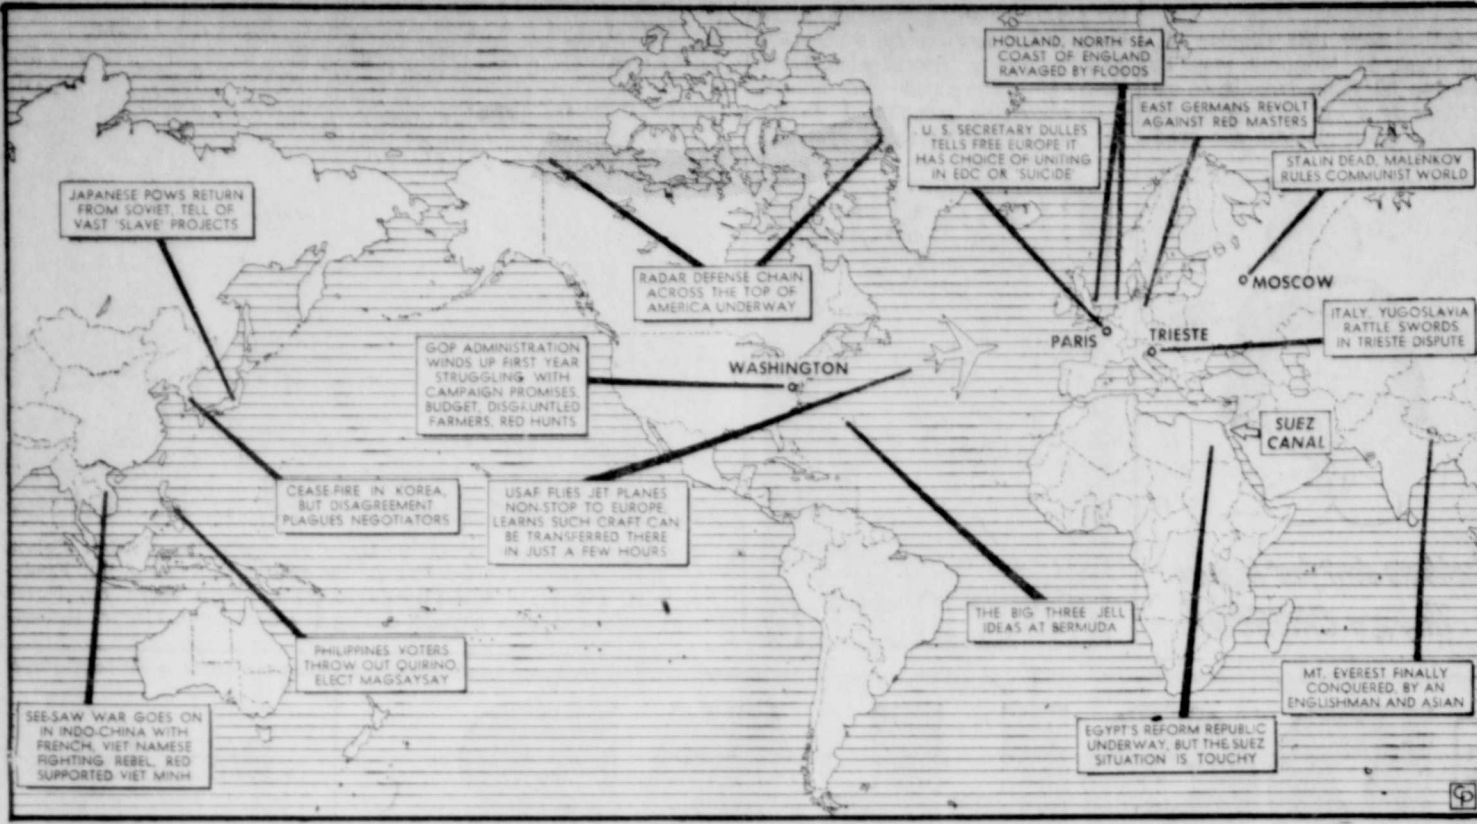 HOLLAND, NORTH SEA
COAST OF ENGLAND
RAVAGED BY FLOODS
EAST GERMANS REVOLT
AGAINST RED MASTERS
U. S. SECRETARY DULLES
TELLS FREE EUROPE IT
HAS CHOICE OF UNITING
IN EDC OR 'SUICIDE'
STALIN DEAD, MALENKOV
RULES COMMUNIST WORLD
JAPANESE POWS RETURN
FROM SOVIET, TELL OF
VAST 'SLAVE' PROJECTS
RADAR DEFENSE CHAIN
ACROSS THE TOP OF
AMERICA UNDERWAY
MOSCOW
ITALY, YUGOSLAVIA
RATTLE SWORDS
IN TRIESTE DISPUTE
PARIS
TRIESTE
GOP ADMINISTRATION
WINDS UP FIRST YEAR
STRUGGLING WITH
CAMPAIGN PROMISES,
BUDGET, DISGRUNTLED
FARMERS, RED HUNTS
WASHINGTON
SUEZ
CANAL
CEASE-FIRE IN KOREA,
BUT DISAGREEMENT
PLAGUES NEGOTIATORS
USAF FLIES JET PLANES
NON-STOP TO EUROPE,
LEARNS SUCH CRAFT CAN
BE TRANSFERRED THERE
IN JUST A FEW HOURS
THE BIG THREE JELL
IDEAS AT BERMUDA
PHILIPPINES VOTERS
THROW OUT QUIRINO,
ELECT MAGSAYSAY
MT. EVEREST FINALLY
CONQUERED, BY AN
ENGLISHMAN AND ASIAN
SEE-SAW WAR GOES ON
IN INDO-CHINA WITH
FRENCH, VIET NAMESE
FIGHTING REBEL, RED
SUPPORTED VIET MINH
EGYPT'S REFORM REPUBLIC
UNDERWAY, BUT THE SUEZ
SITUATION IS TOUCHY
CP